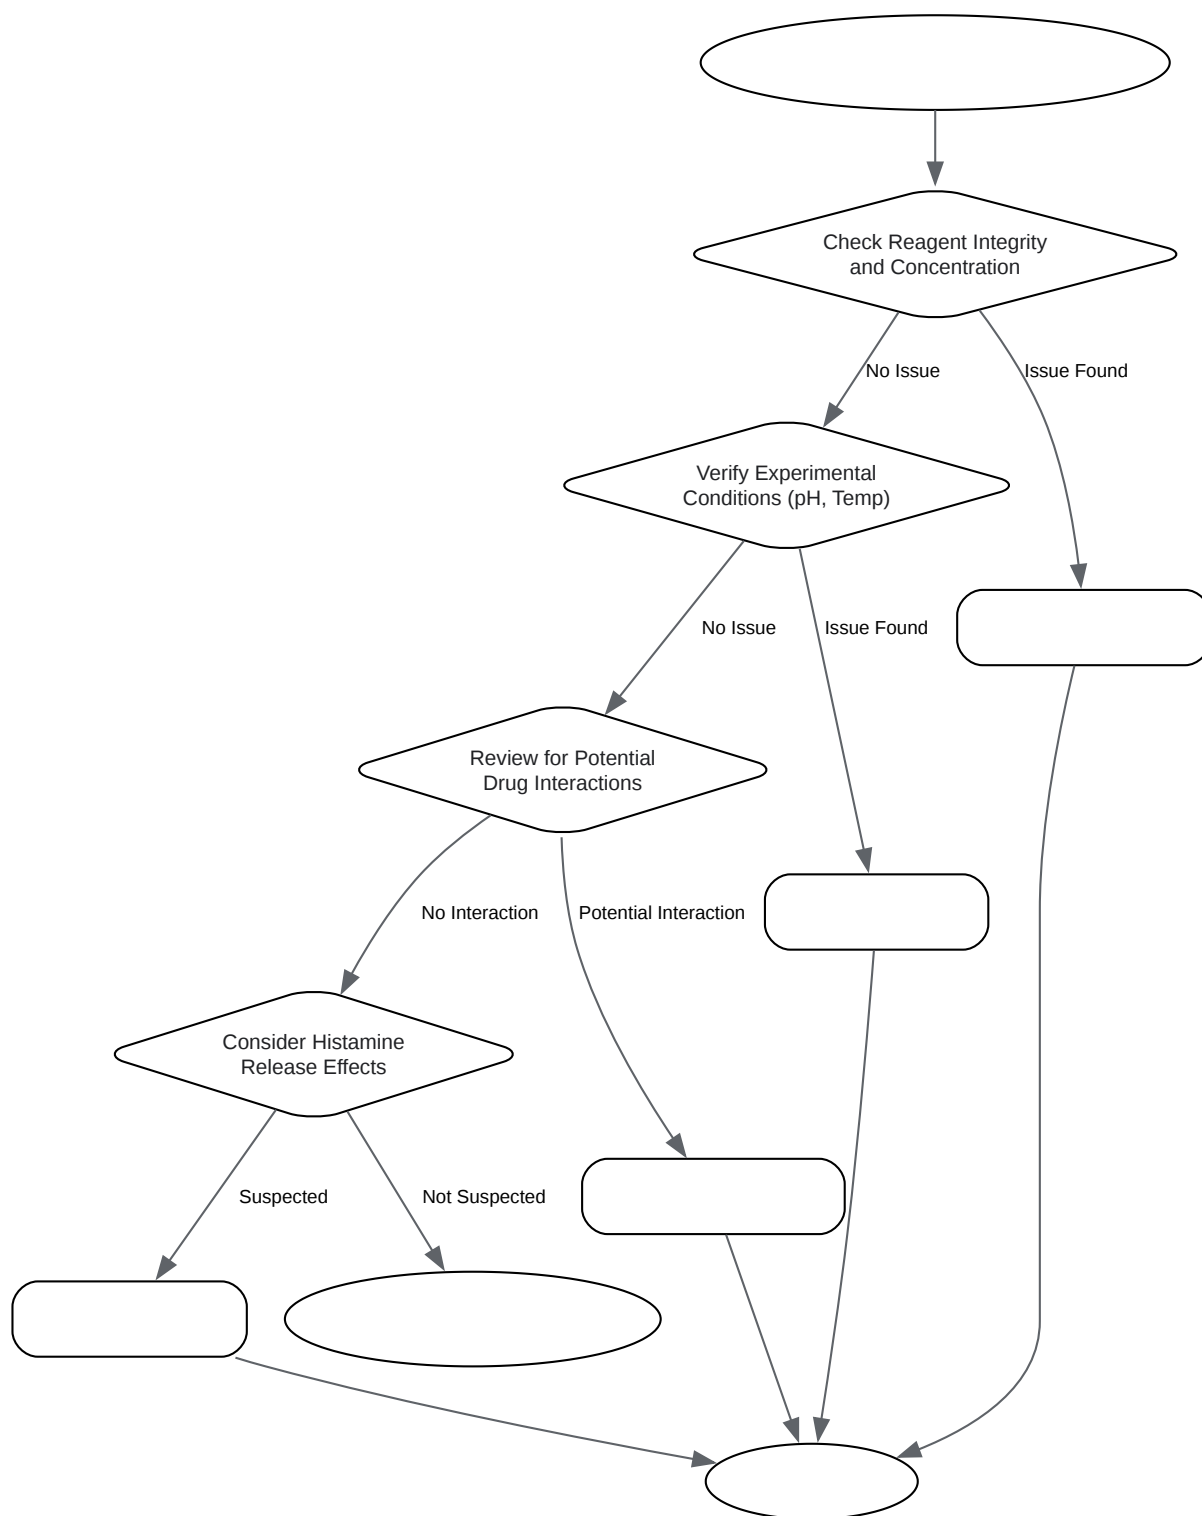 Check Reagent Integrity
and Concentration
No Issue
Issue Found
Verify Experimental
Conditions (pH, Temp)
No Issue
Issue Found
Review for Potential
Drug Interactions
No Interaction
Potential Interaction
Consider Histamine
Release Effects
Suspected
Not Suspected